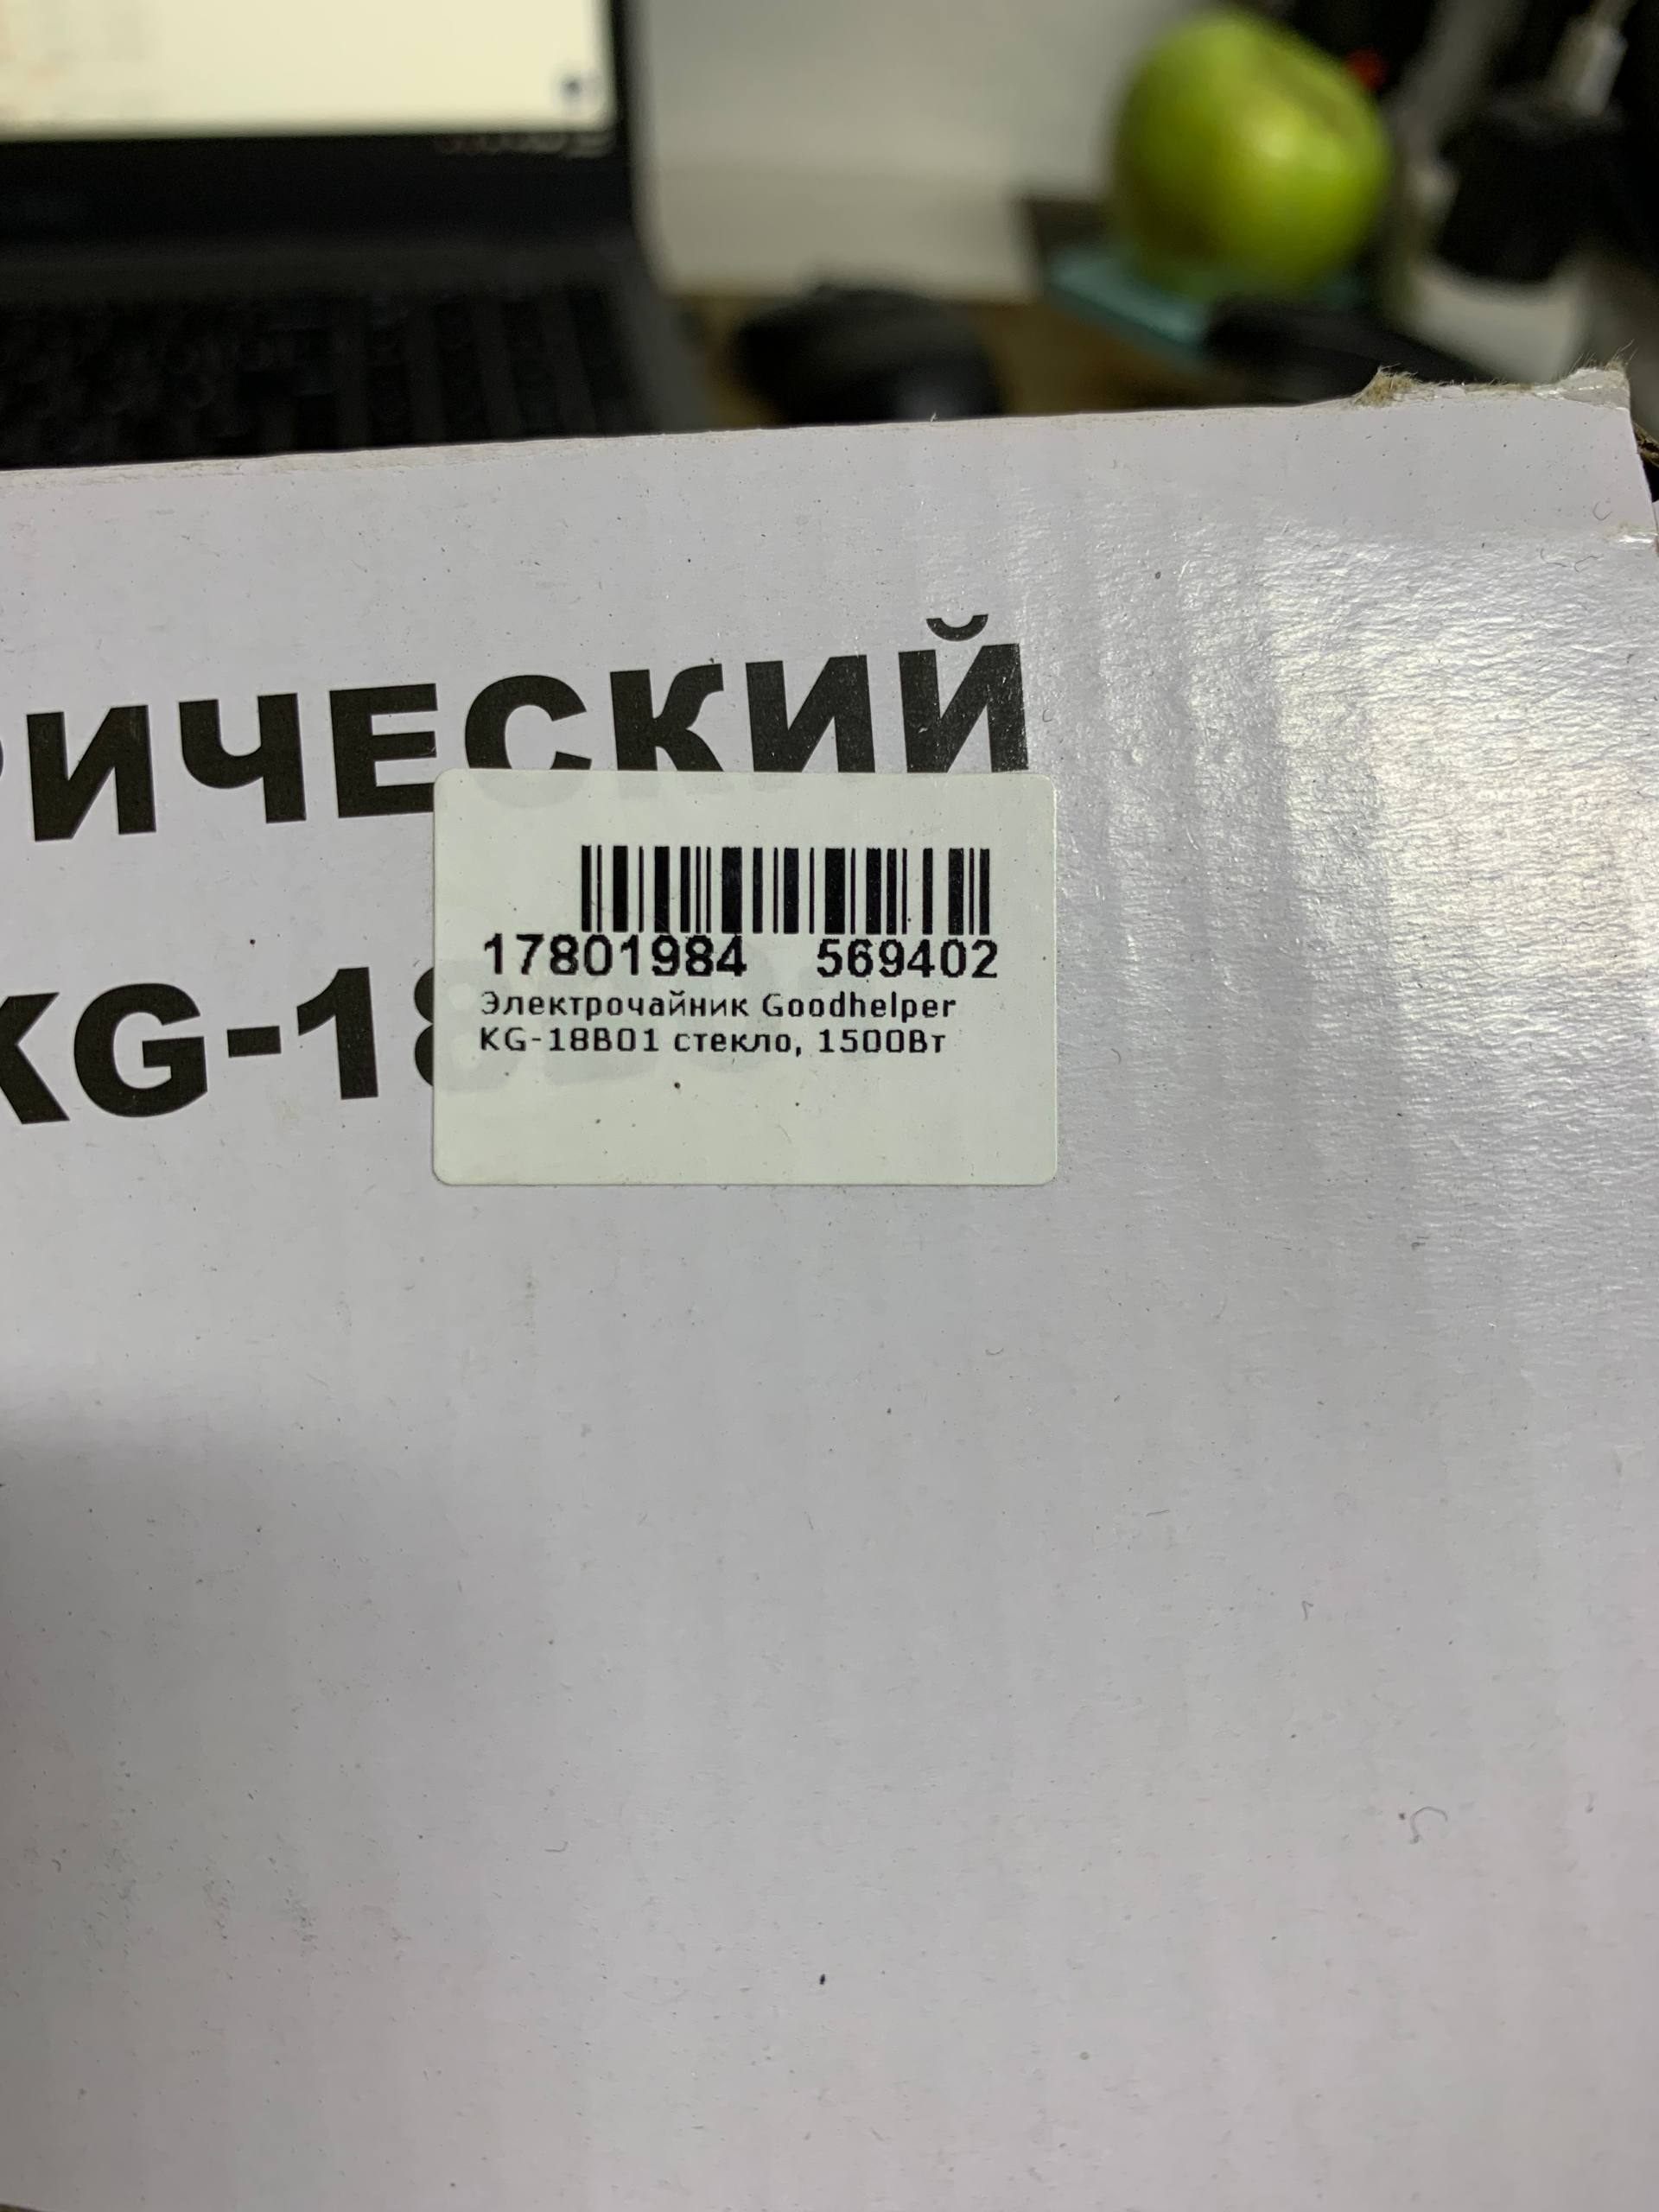 РИЧЕСКИЙ
KG-18
17801984 569402
Электрочайник Goodhelper
KG-18B01 стекло, 1500Вт